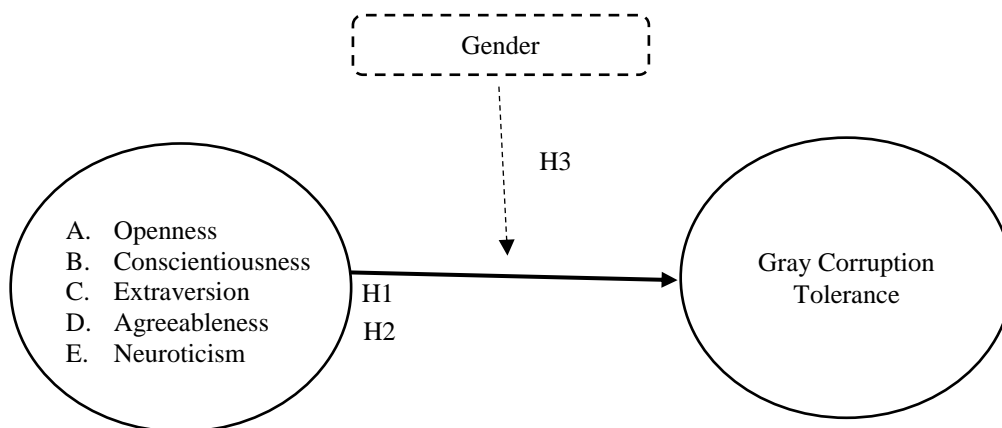 Gender
H3
A. Openness
B. Conscientiousness
C. Extraversion
D. Agreeableness
E. Neuroticism
H1
H2
Gray Corruption
Tolerance